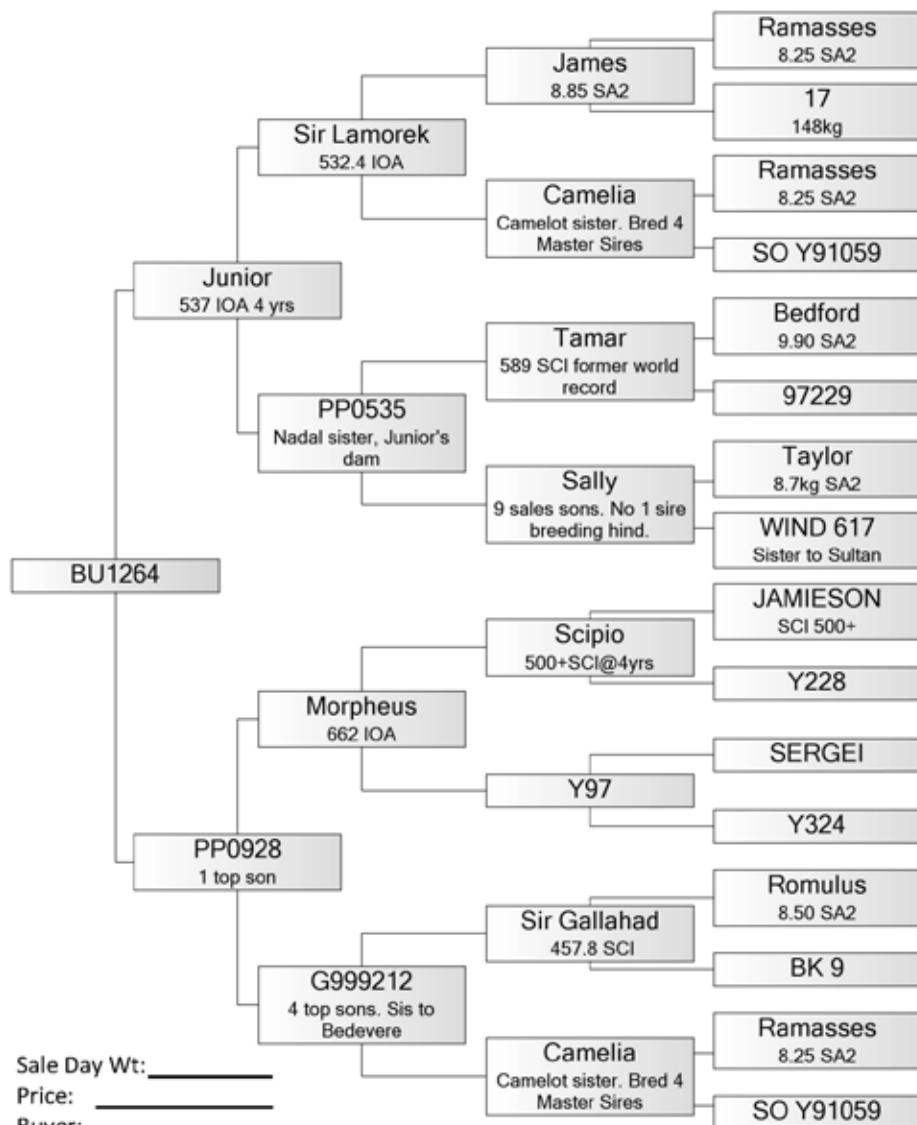 Ramasses
8.25 SA2
James
8.85 SA2
17
148kg
Sir Lamorek
532.4 IOA
Ramasses
8.25 SA2
Camelia
Camelot sister. Bred 4
Master Sires
SO Y91059
Junior
537 IOA 4 yrs
Bedford
9.90 SA2
Tamar
589 SCI former world
record
97229
PP0535
Nadal sister, Junior's
dam
Taylor
8.7kg SA2
Sally
9 sales sons. No 1 sire
breeding hind.
WIND 617
Sister to Sultan
BU1264
JAMIESON
SCI 500+
Scipio
500+SCI@4yrs
Y228
Morpheus
662 IOA
SERGEI
Y97
Y324
PP0928
1 top son
Romulus
8.50 SA2
Sir Gallahad
457.8 SCI
BK 9
G999212
4 top sons. Sis to
Bedevere
Ramasses
8.25 SA2
Camelia
Camelot sister. Bred 4
Master Sires
SO Y91059
Sale Day Wt:
Price:
Buyer: